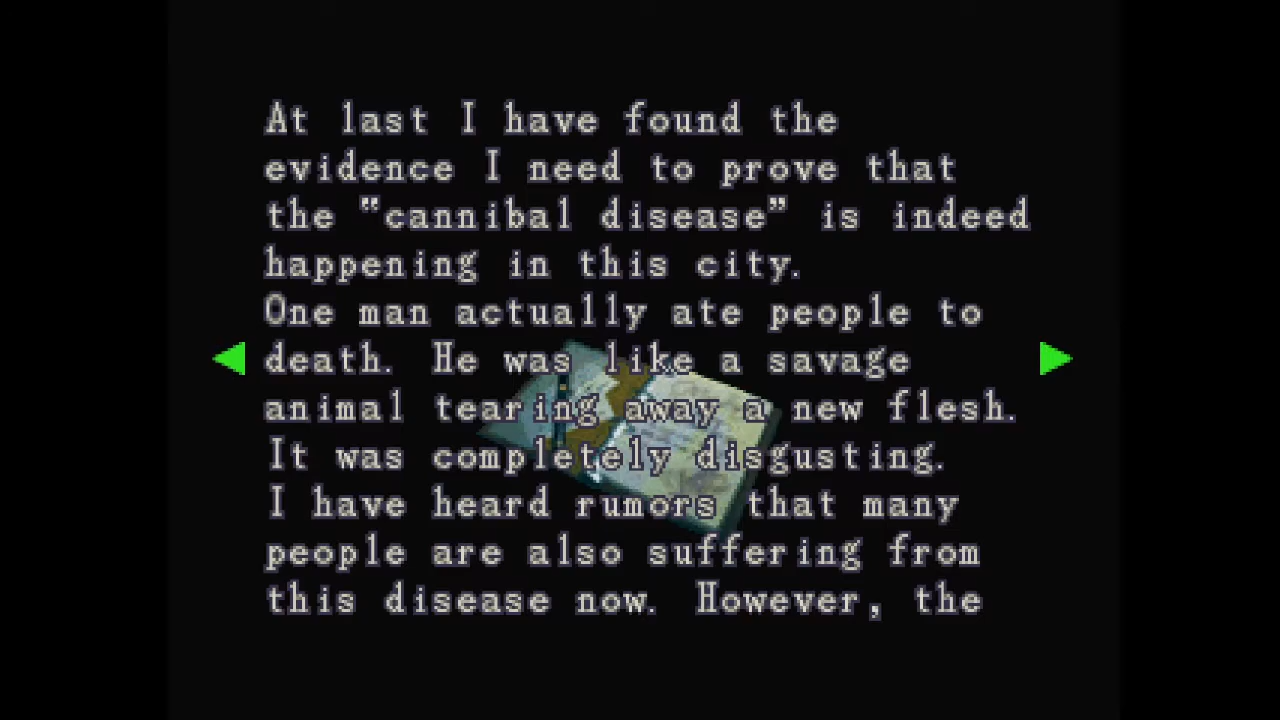 At last I have found the
evidence I need to prove that
the "cannibal disease" is indeed
happening in this city.
One man actually ate people to
death. He was like a savage
animal tearing away a new flesh.
It was completely disgusting.
I have heard rumors that many
people are also suffering from
this disease now. However, the